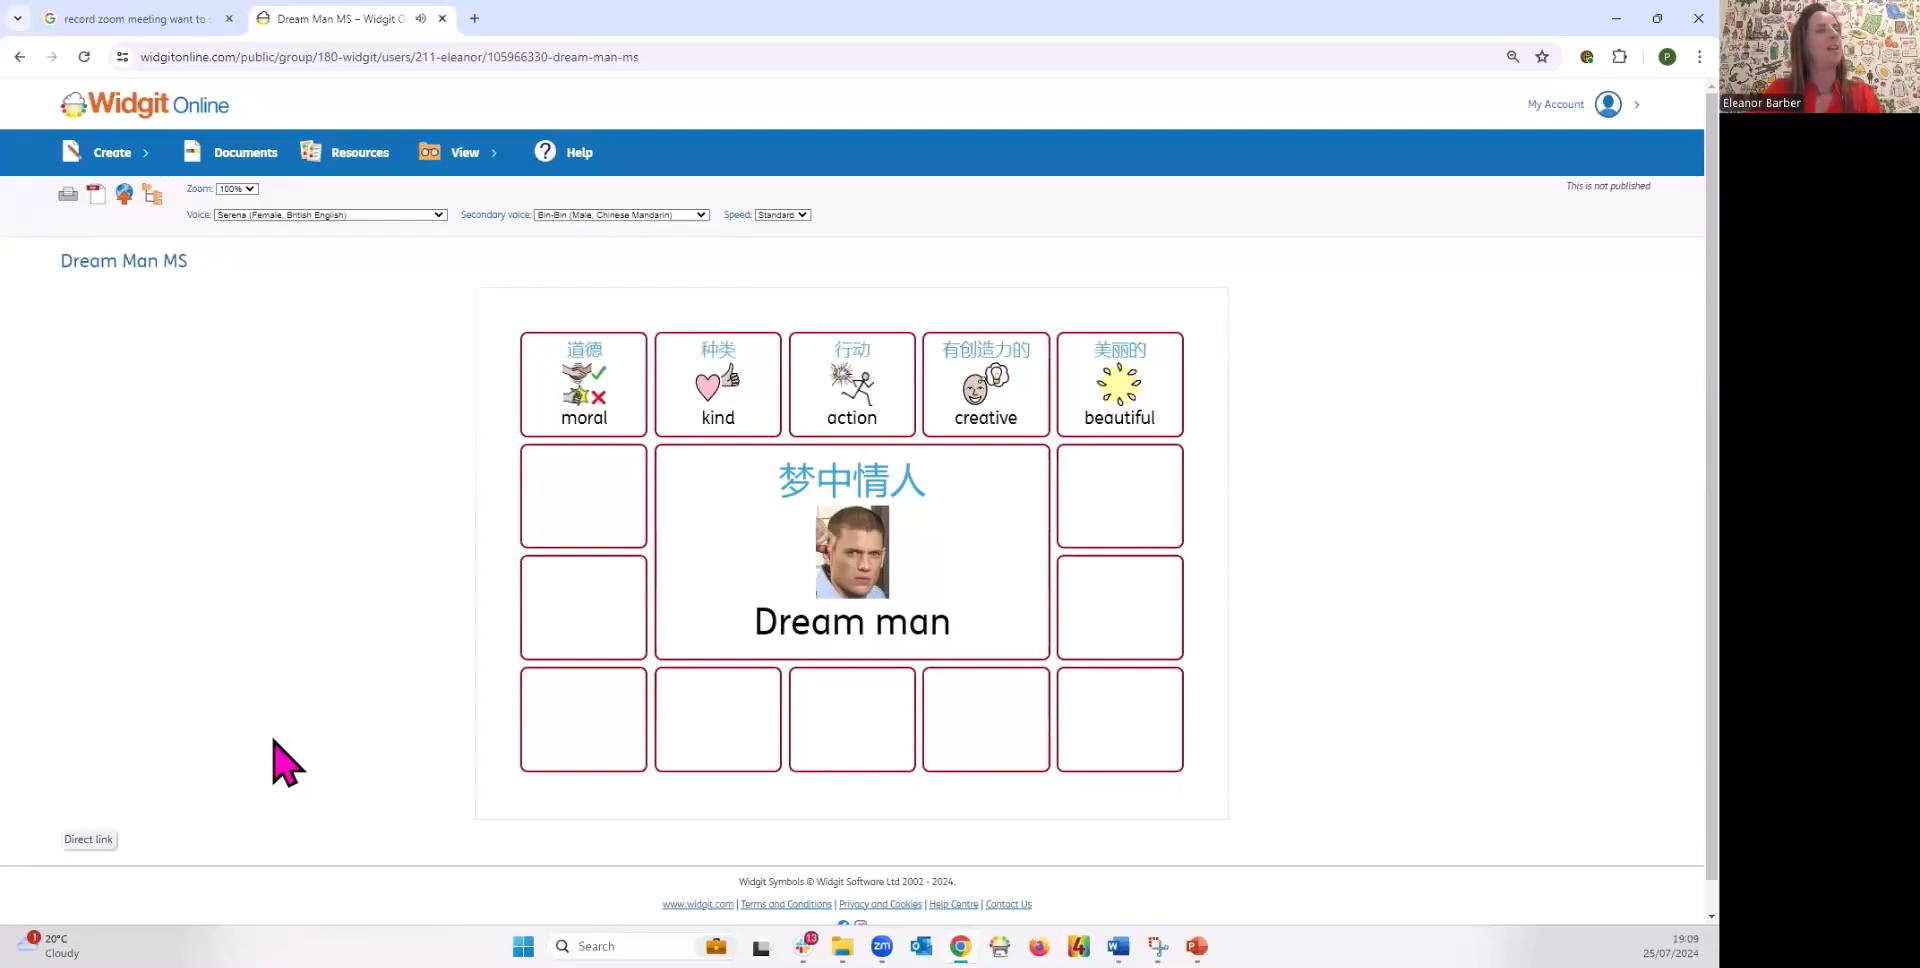 record zoom meeting want to
Dream Man MS – Widgit O
widgitonline.com/public/group/180-widgit/users/211-eleanor/105966330-dream-man-ms
P
Eleanor Barber
Widgit Online
My Account
Create
Documents
Resources
View
Help
Zoom: 100%
This is not published
Voice: Serena (Female, British English)
Secondary voice: Bin-Bin (Male, Chinese Mandarin)
Speed: Standard
Dream Man MS
道德
moral
种类
kind
行动
action
有创造力的
creative
美丽的
beautiful
梦中情人
Dream man
Direct link
Widgit Symbols © Widgit Software Ltd 2002 - 2024.
www.widgit.com | Terms and Conditions | Privacy and Cookies | Help Centre | Contact Us
1
20°C
Cloudy
Search
13
zm
19:09
25/07/2024